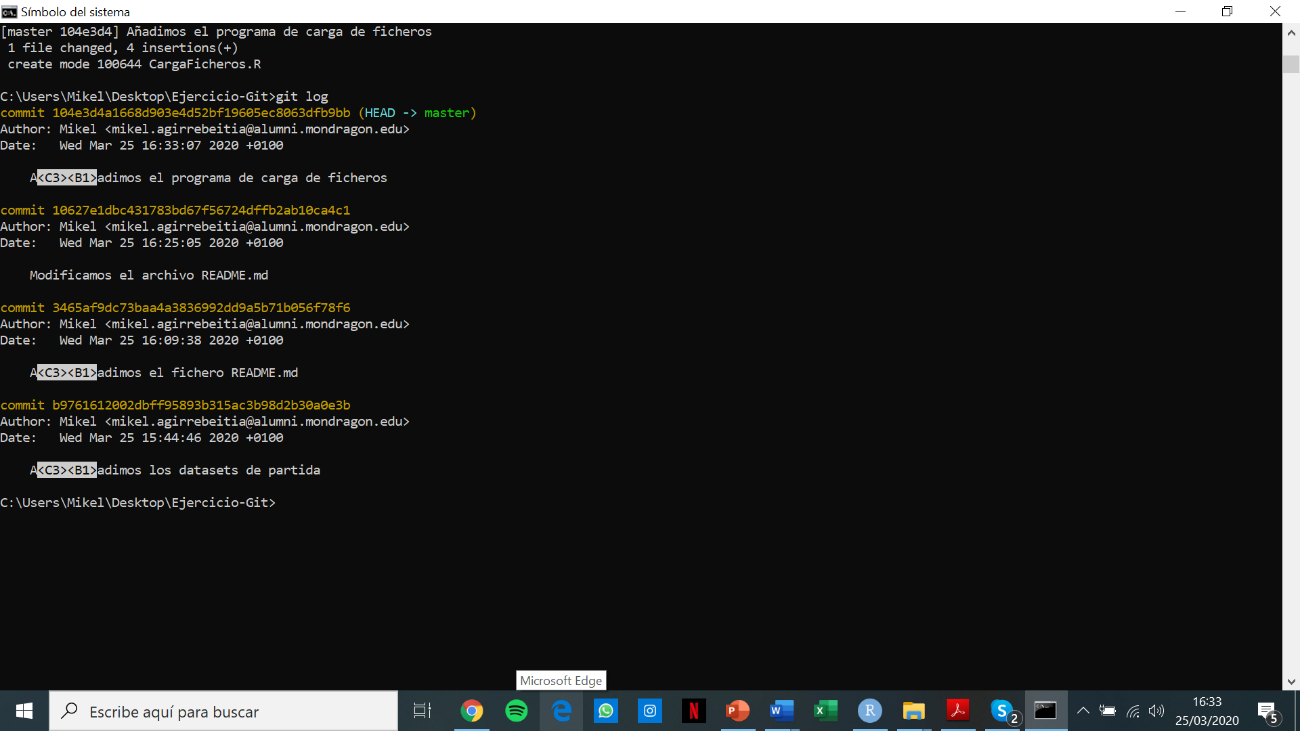 Símbolo del sistema
[master 104e3d4] Añadimos el programa de carga de ficheros
 1 file changed, 4 insertions(+)
 create mode 100644 CargaFicheros.R
C:\Users\Mikel\Desktop\Ejercicio-Git>git log
commit 104e3d4a1668d903e4d52bf19605ec8063dfb9bb (HEAD -> master)
Author: Mikel <mikel.agirrebeitia@alumni.mondragon.edu>
Date:   Wed Mar 25 16:33:07 2020 +0100
    A<C3><B1>adimos el programa de carga de ficheros
commit 10627e1dbc431783bd67f56724dffb2ab10ca4c1
Author: Mikel <mikel.agirrebeitia@alumni.mondragon.edu>
Date:   Wed Mar 25 16:25:05 2020 +0100
    Modificamos el archivo README.md
commit 3465af9dc73baa4a3836992dd9a5b71b056f78f6
Author: Mikel <mikel.agirrebeitia@alumni.mondragon.edu>
Date:   Wed Mar 25 16:09:38 2020 +0100
    A<C3><B1>adimos el fichero README.md
commit b9761612002dbff95893b315ac3b98d2b30a0e3b
Author: Mikel <mikel.agirrebeitia@alumni.mondragon.edu>
Date:   Wed Mar 25 15:44:46 2020 +0100
    A<C3><B1>adimos los datasets de partida
C:\Users\Mikel\Desktop\Ejercicio-Git>
Microsoft Edge
Escribe aquí para buscar
2
16:33
25/03/2020
5